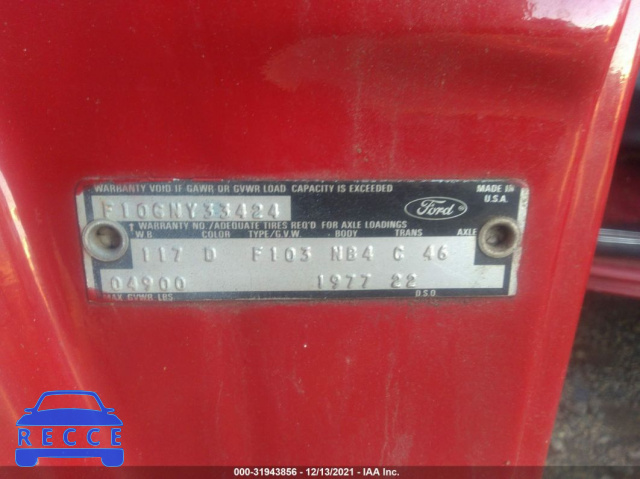 WARRANTY VOID IF GAWR OR GVWR LOAD CAPACITY IS EXCEEDED
MADE IN U.S.A.
F10GNY33424
Ford
† WARRANTY NO./ADEQUATE TIRES REQ'D FOR AXLE LOADINGS
W.B. COLOR TYPE/G.V.W. BODY TRANS AXLE
117 D F103 NB4 G 46
04900 1977 22
MAX GVWR LBS D.S.O.
RECCE
000-31943856 - 12/13/2021 - IAA Inc.